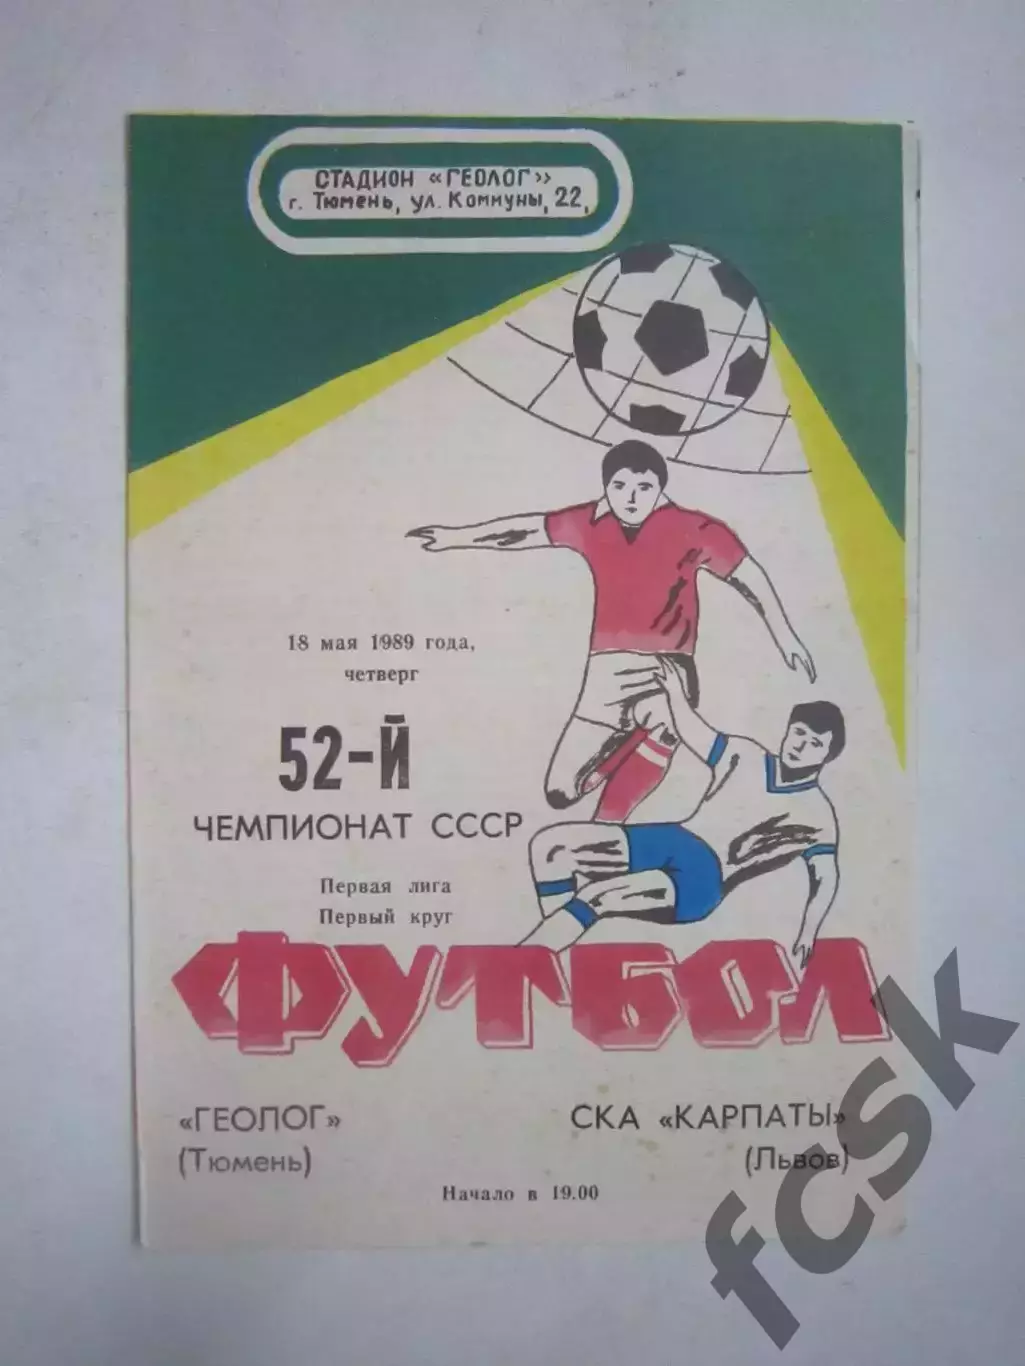 СТАДИОН «ГЕОЛОГ»
г. Тюмень, ул. Коммуны, 22,
18 мая 1989 года,
четверг
52-Й
ЧЕМПИОНАТ СССР
Первая лига
Первый круг
ФУТБОЛ
«ГЕОЛОГ»
(Тюмень)
СКА «КАРПАТЫ»
(Львов)
Начало в 19.00
fcsk